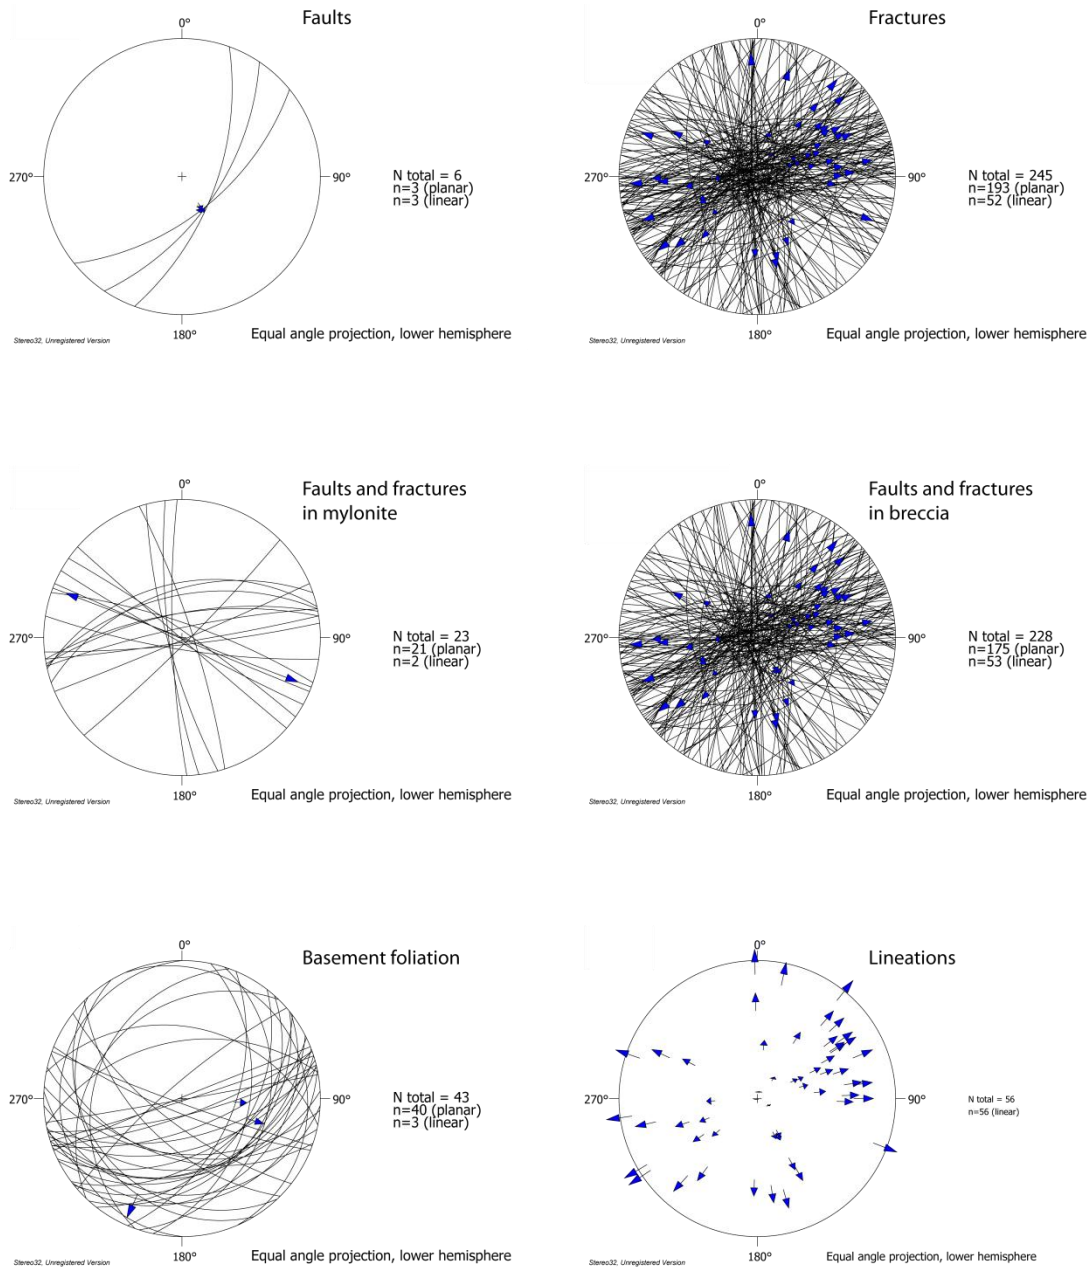 Faults
0°
270°
90°
N total = 6
n=3 (planar)
n=3 (linear)
180°
Equal angle projection, lower hemisphere
Stereo32, Unregistered Version
Fractures
0°
270°
90°
N total = 245
n=193 (planar)
n=52 (linear)
180°
Equal angle projection, lower hemisphere
Stereo32, Unregistered Version
Faults and fractures
in mylonite
0°
270°
90°
N total = 23
n=21 (planar)
n=2 (linear)
180°
Equal angle projection, lower hemisphere
Stereo32, Unregistered Version
Faults and fractures
in breccia
0°
270°
90°
N total = 228
n=175 (planar)
n=53 (linear)
180°
Equal angle projection, lower hemisphere
Stereo32, Unregistered Version
Basement foliation
0°
270°
90°
N total = 43
n=40 (planar)
n=3 (linear)
180°
Equal angle projection, lower hemisphere
Stereo32, Unregistered Version
Lineations
0°
270°
90°
N total = 56
n=56 (linear)
180°
Equal angle projection, lower hemisphere
Stereo32, Unregistered Version